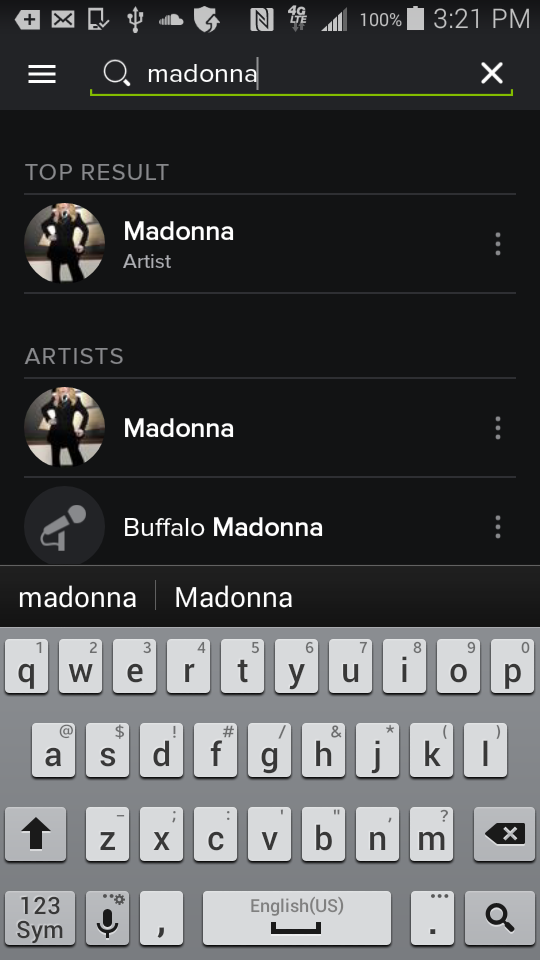 4G
LTE
100% 3:21 PM
madonna
TOP RESULT
Madonna
Artist
ARTISTS
Madonna
Buffalo Madonna
madonna Madonna
1 2 3 4 5 6 7 8 9 0
q w e r t y u i o p
@ $ ! # / & * ( )
a s d f g h j k l
- ; : ' " , ?
z x c v b n m
123 English(US) ...
Sym , .